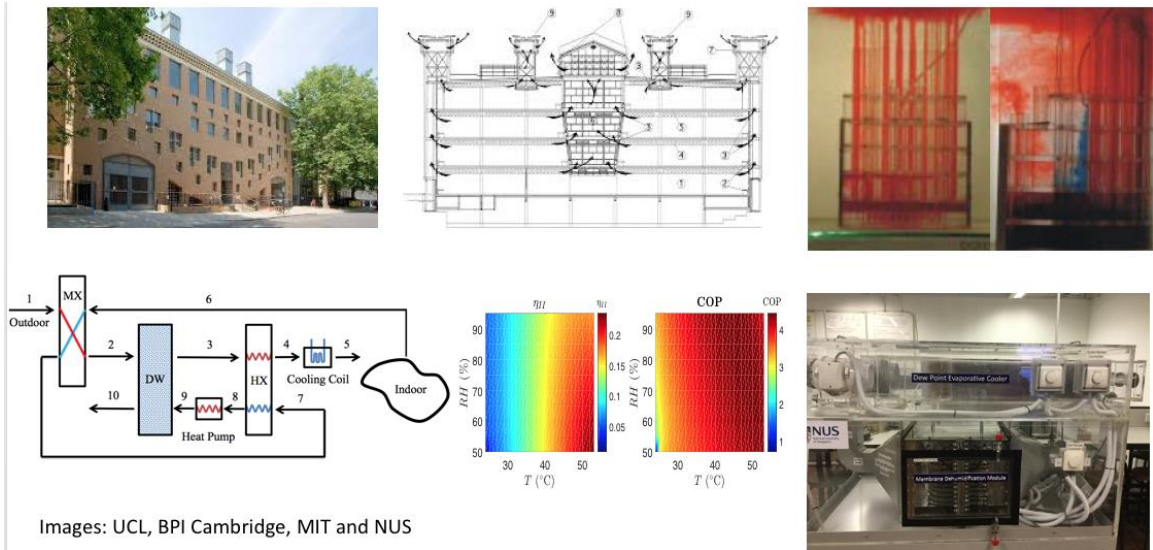 9
8
9
7
3
5
3
4
3
1
2
1
MX
6
Outdoor
2
DW
3
HX
4
5
Cooling Coil
Indoor
10
9
8
7
Heat Pump
ηII
ηII
RH (%)
90
80
70
60
50
30
40
50
T (°C)
0.2
0.15
0.1
0.05
COP
COP
RH (%)
90
80
70
60
50
30
40
50
T (°C)
4
3
2
1
Dew Point Evaporative Cooler
NUS
Membrane Dehumidification Module
Images: UCL, BPI Cambridge, MIT and NUS